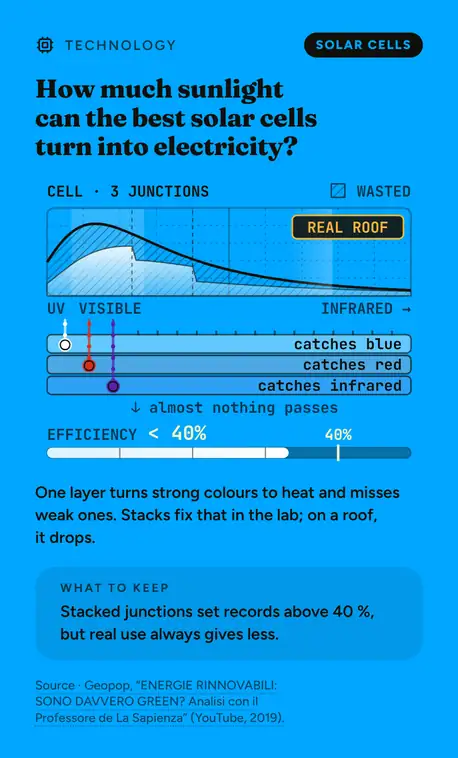 TECHNOLOGY
SOLAR CELLS
How much sunlight
can the best solar cells
turn into electricity?
CELL · 3 JUNCTIONS
WASTED
REAL ROOF
UV VISIBLE INFRARED →
catches blue
catches red
catches infrared
↓ almost nothing passes
EFFICIENCY < 40% 40%
One layer turns strong colours to heat and misses
weak ones. Stacks fix that in the lab; on a roof,
it drops.
WHAT TO KEEP
Stacked junctions set records above 40 %,
but real use always gives less.
Source · Geopop, “ENERGIE RINNOVABILI:
SONO DAVVERO GREEN? Analisi con il
Professore de La Sapienza” (YouTube, 2019).